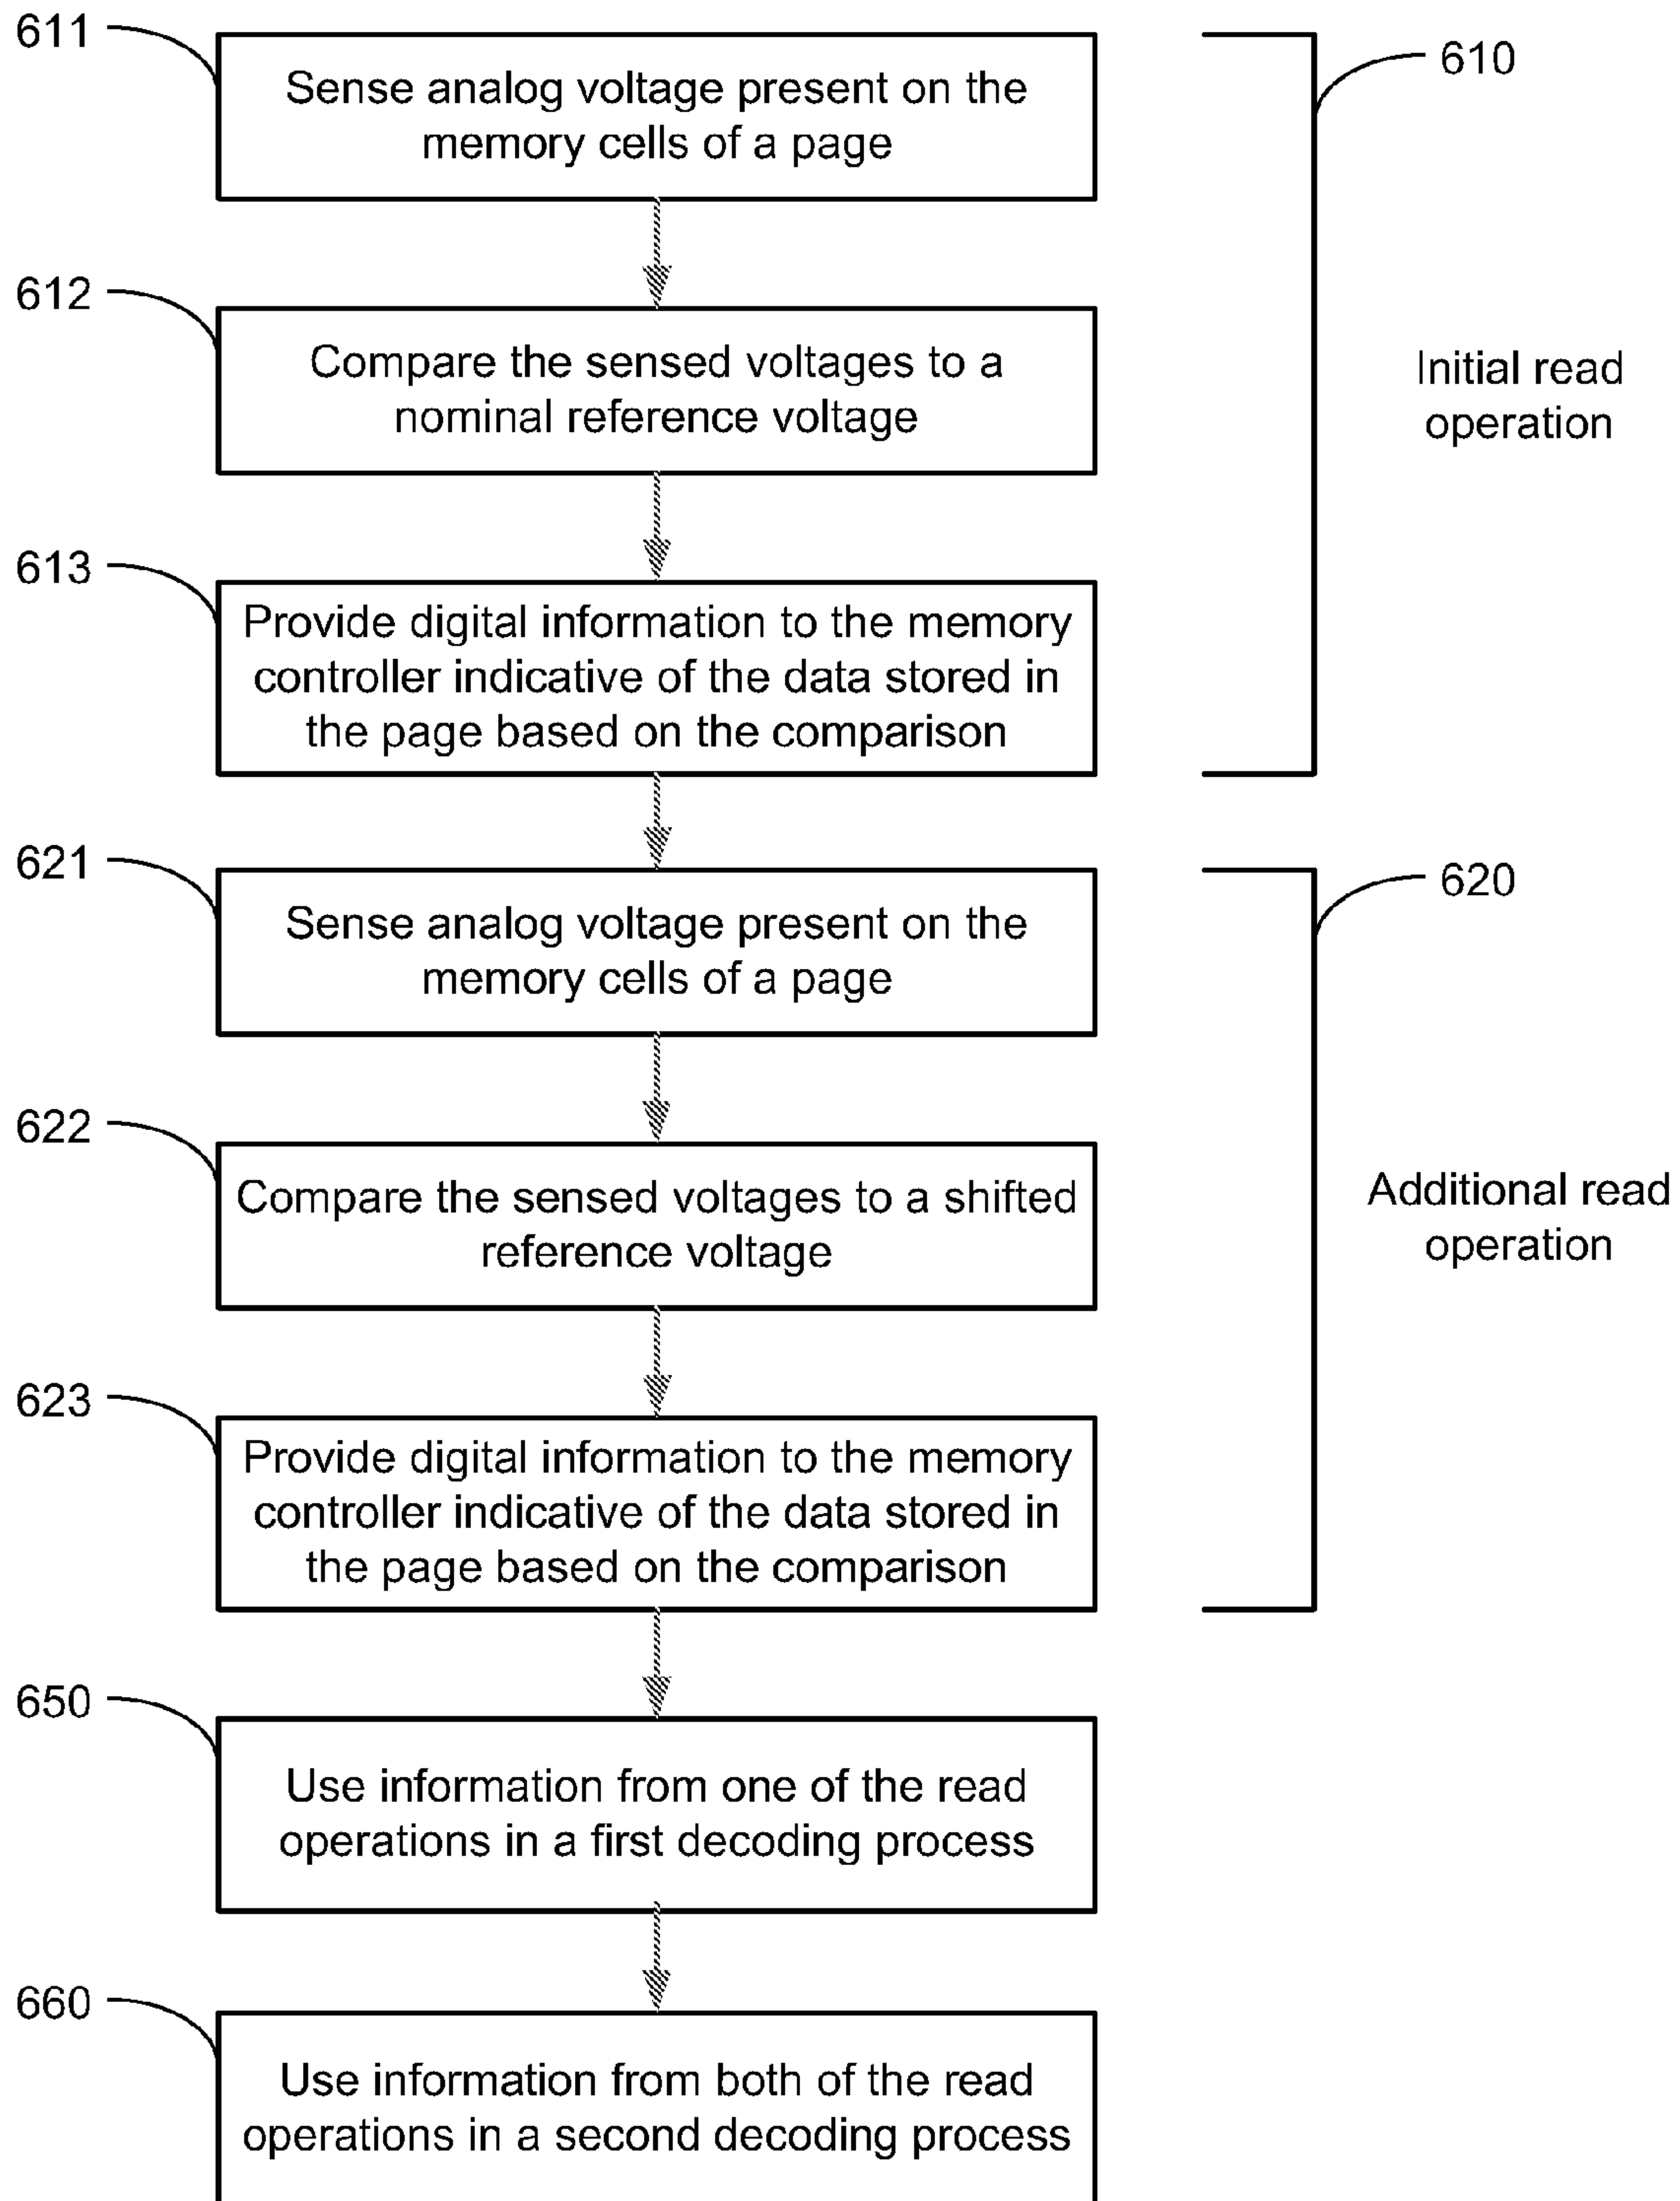 611
Sense analog voltage present on the
memory cells of a page
610
612
Compare the sensed voltages to a
nominal reference voltage
Initial read
operation
613
Provide digital information to the memory
controller indicative of the data stored in
the page based on the comparison
621
Sense analog voltage present on the
memory cells of a page
620
622
Compare the sensed voltages to a shifted
reference voltage
Additional read
operation
623
Provide digital information to the memory
controller indicative of the data stored in
the page based on the comparison
650
Use information from one of the read
operations in a first decoding process
660
Use information from both of the read
operations in a second decoding process